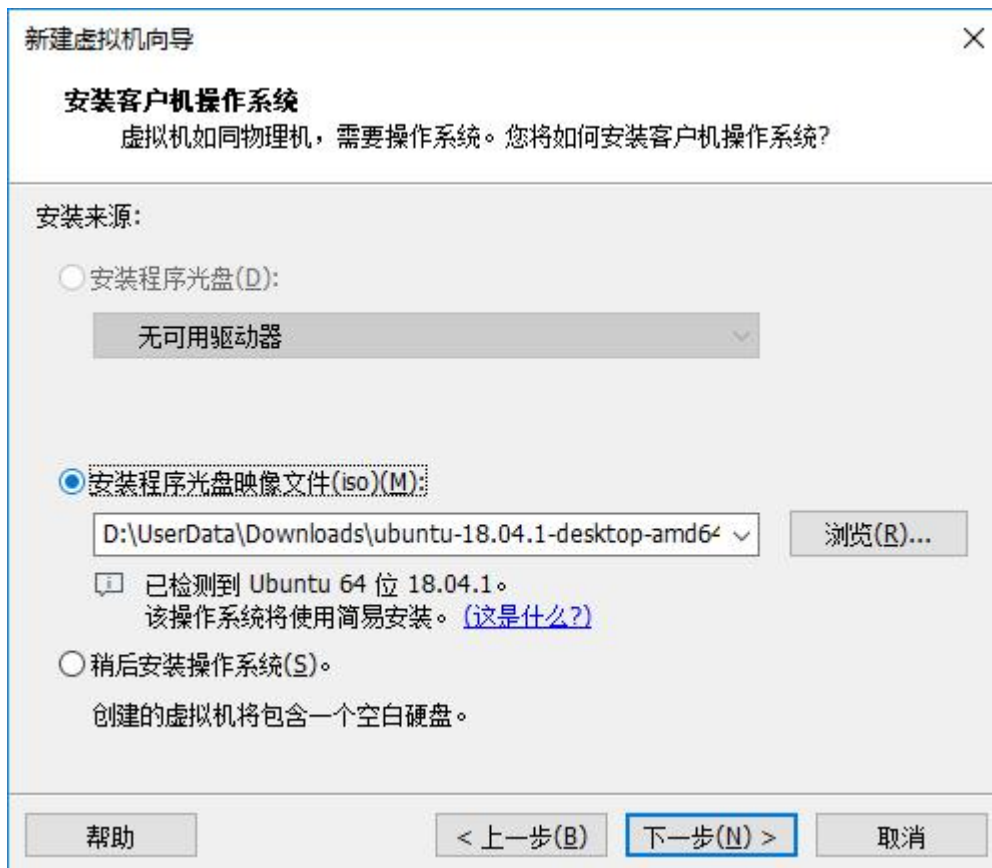 新建虚拟机向导
安装客户机操作系统
虚拟机如同物理机，需要操作系统。您将如何安装客户机操作系统?
安装来源:
安装程序光盘(D):
无可用驱动器
安装程序光盘映像文件(iso)(M):
D:\UserData\Downloads\ubuntu-18.04.1-desktop-amd64
浏览(R)...
已检测到 Ubuntu 64 位 18.04.1。
该操作系统将使用简易安装。 (这是什么?)
稍后安装操作系统(S)。
创建的虚拟机将包含一个空白硬盘。
帮助 < 上一步(B) 下一步(N) > 取消